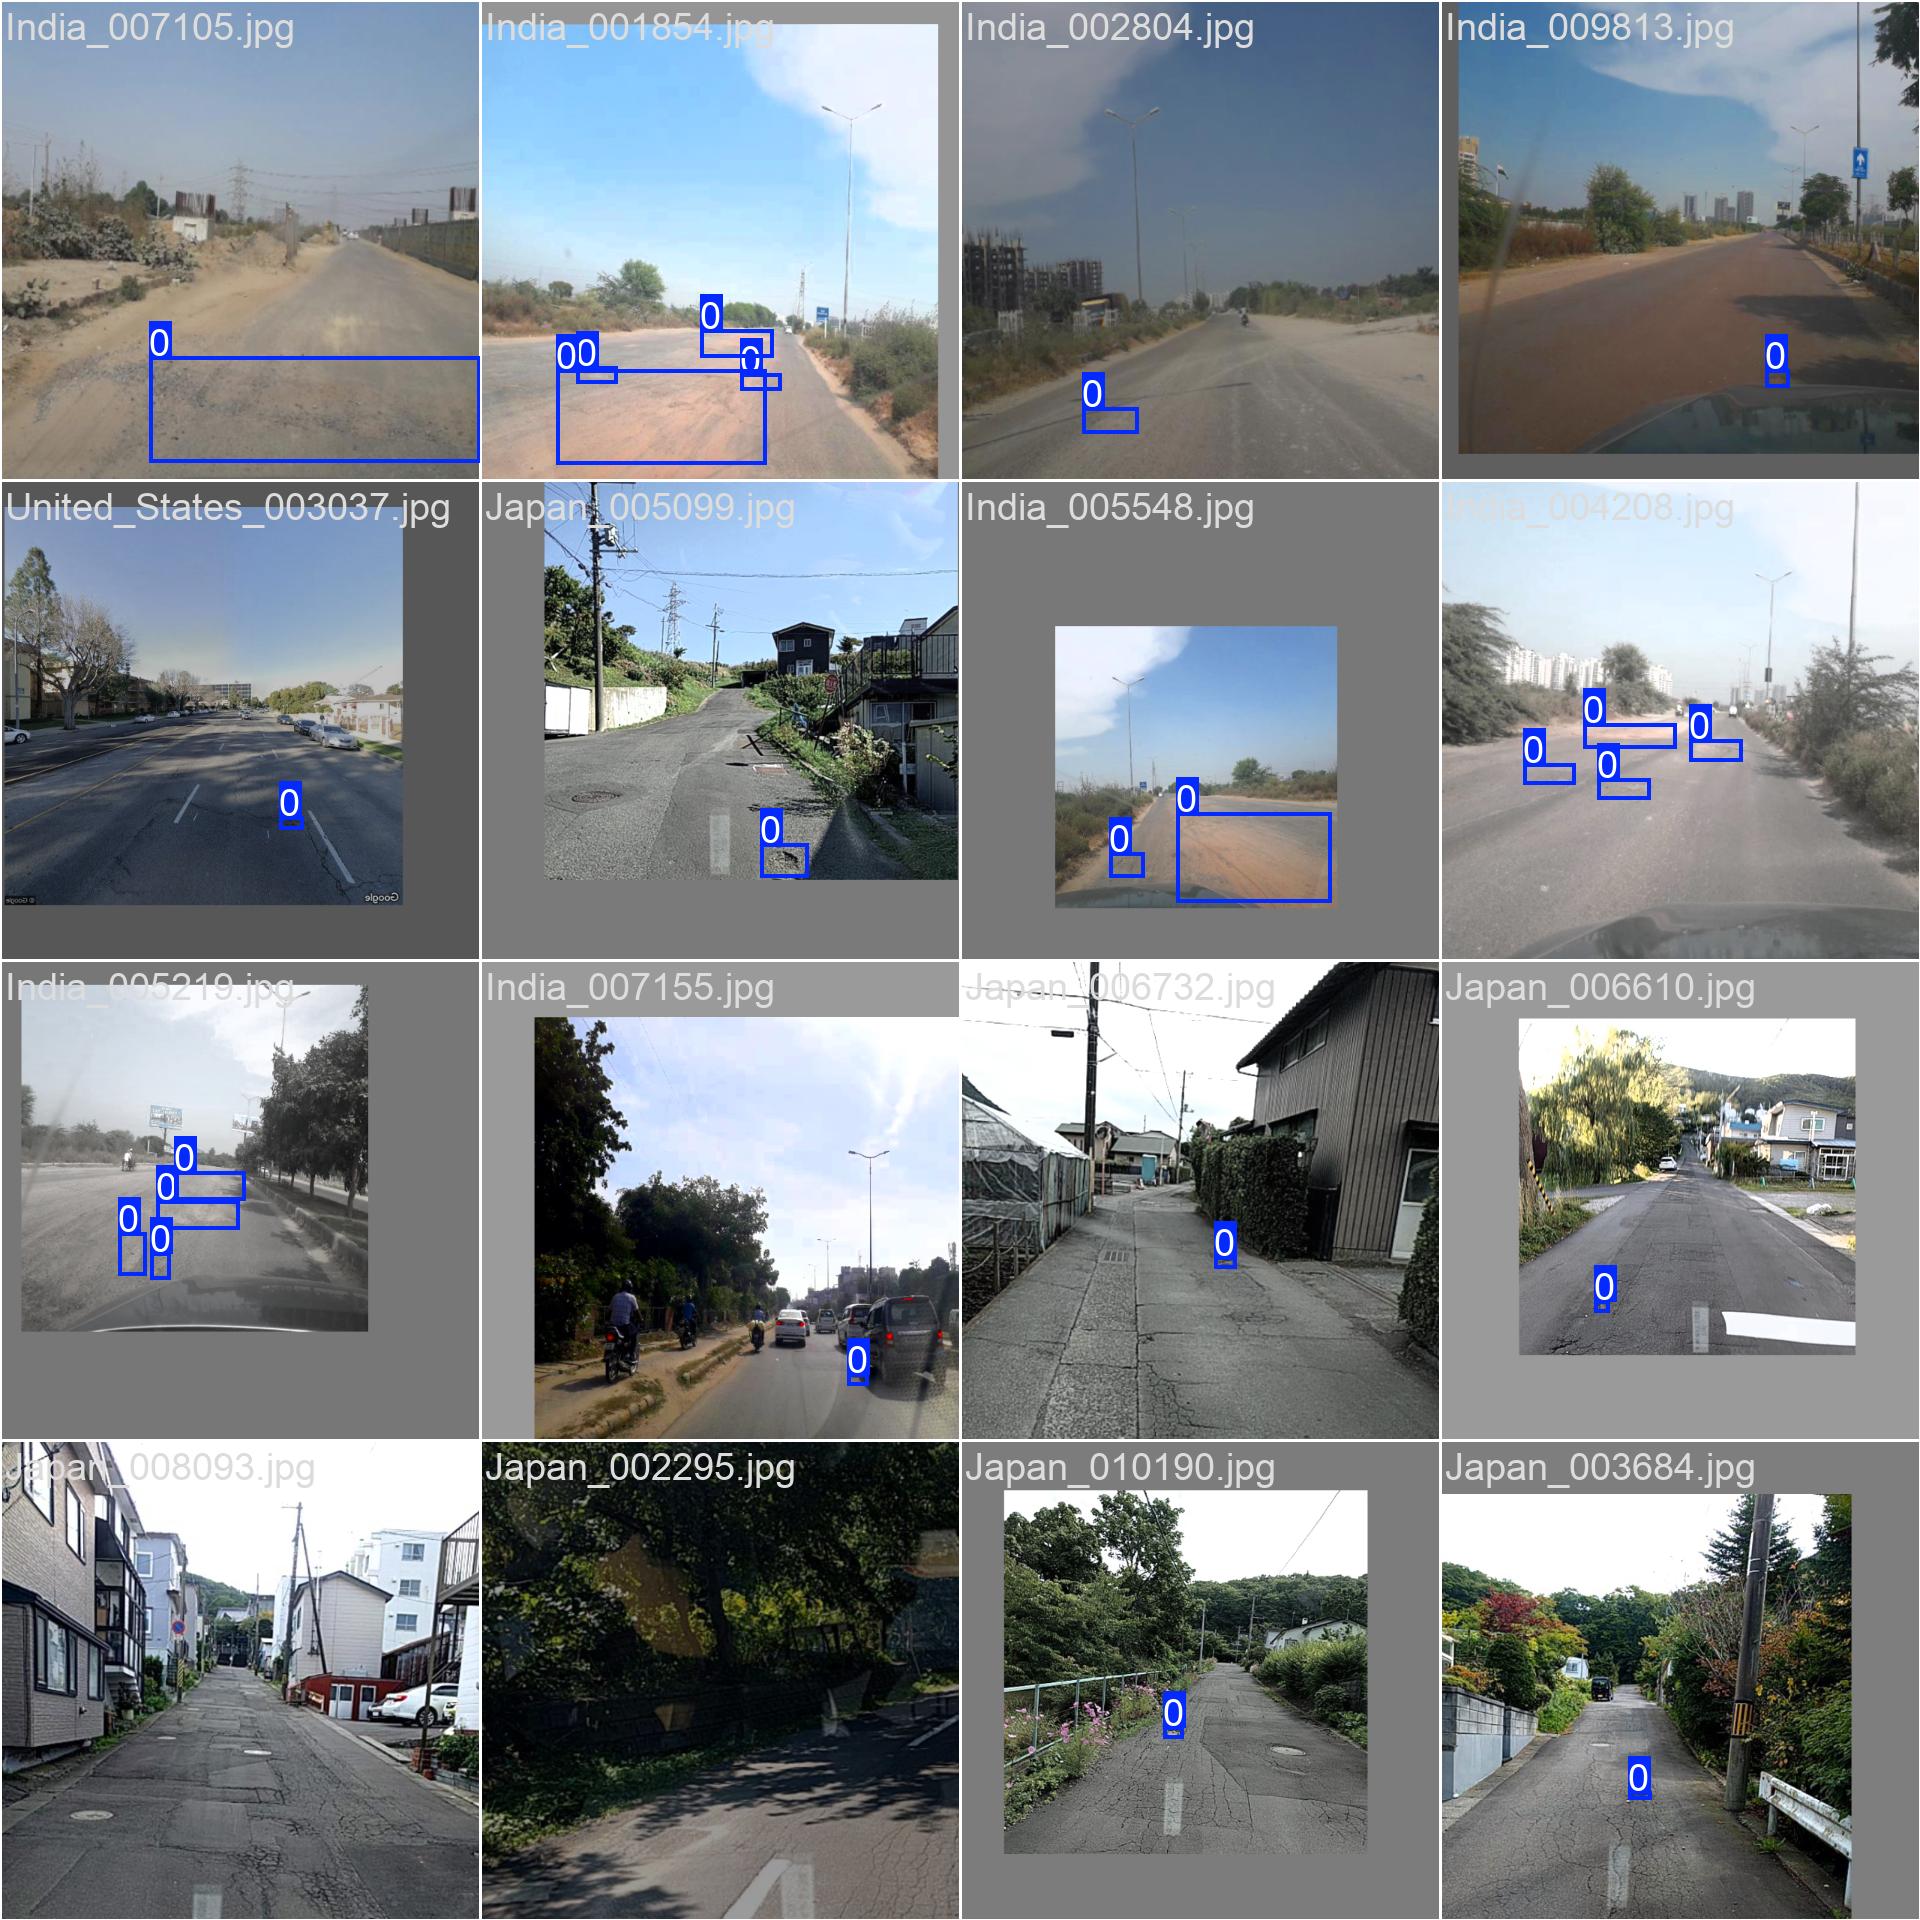 India_007105.jpg
India_001854.jpg
India_002804.jpg
India_009813.jpg
0
0
0
0
0
0
0
United_States_003037.jpg
Japan_005099.jpg
India_005548.jpg
India_004208.jpg
0
0
0
0
0
0
0
0
Google
India_005219.jpg
India_007155.jpg
Japan_006732.jpg
Japan_006610.jpg
0
0
0
0
0
0
0
Japan_008093.jpg
Japan_002295.jpg
Japan_010190.jpg
Japan_003684.jpg
0
0